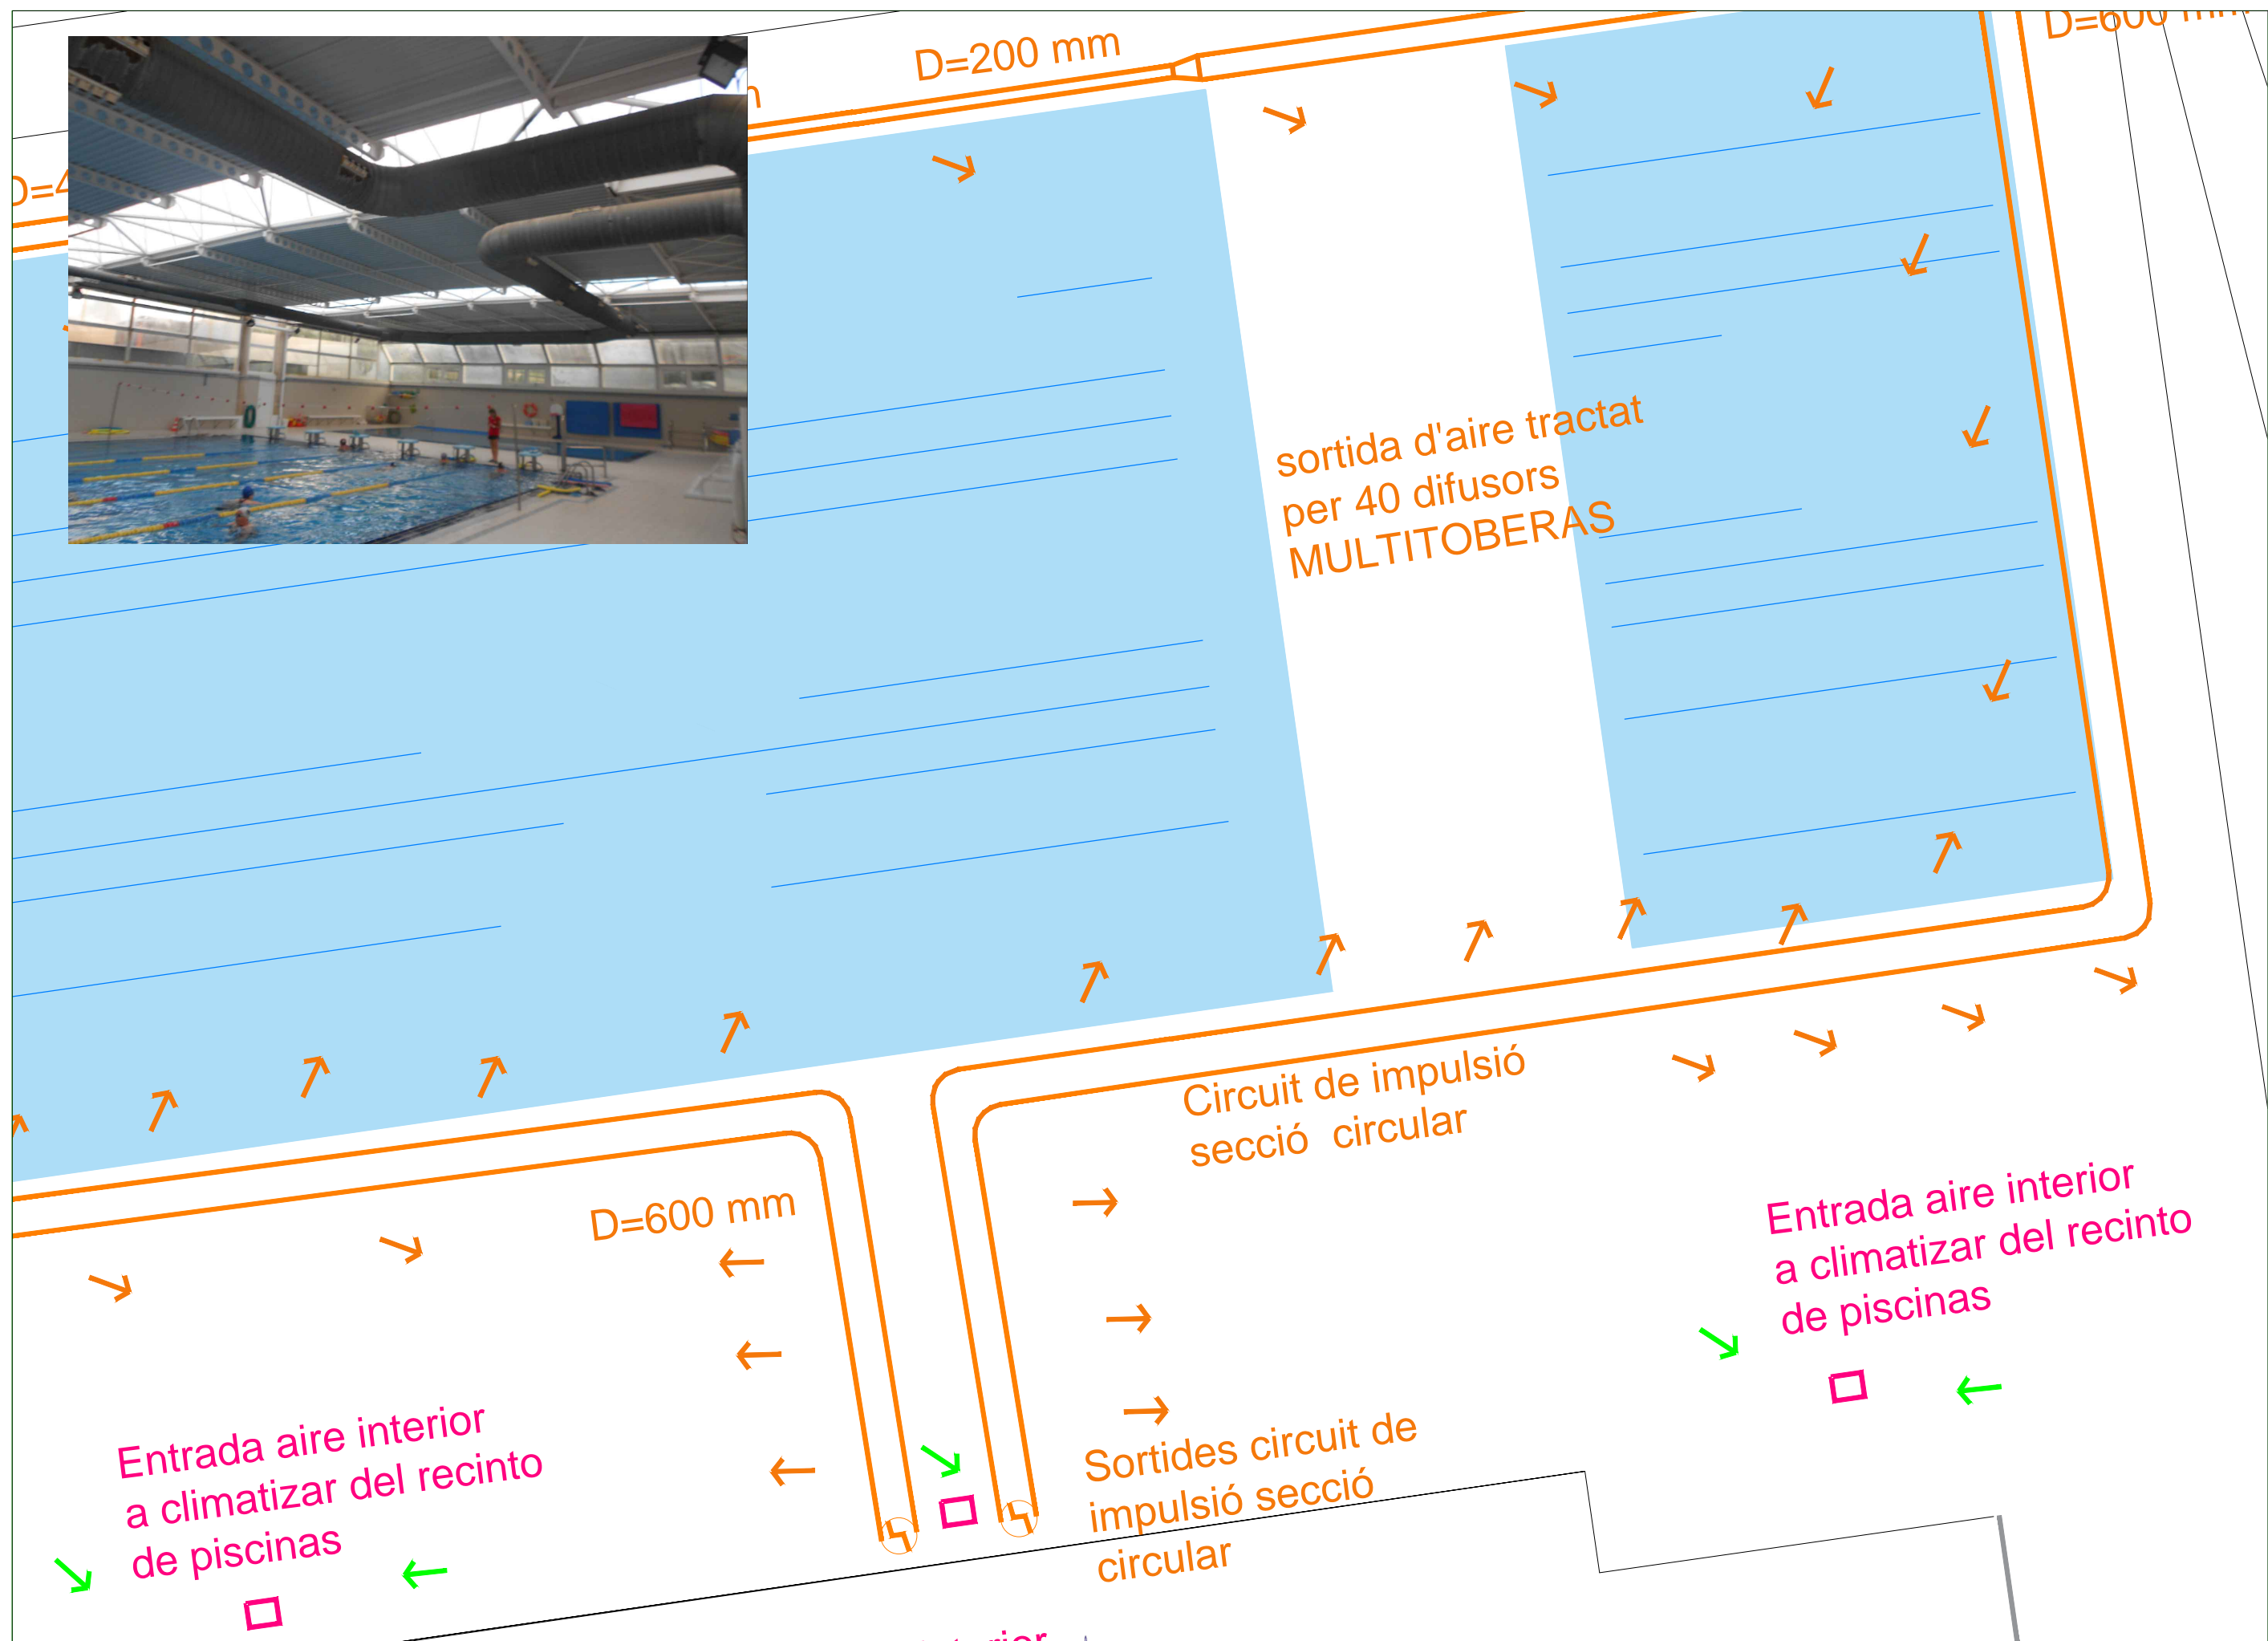 D=200 mm
D=600 mm
sortida d'aire tractat
per 40 difusors
MULTITOBERAS
Circuit de impulsió
secció circular
D=600 mm
Entrada aire interior
a climatizar del recinto
de piscinas
Entrada aire interior
a climatizar del recinto
de piscinas
Sortides circuit de
impulsió secció
circular